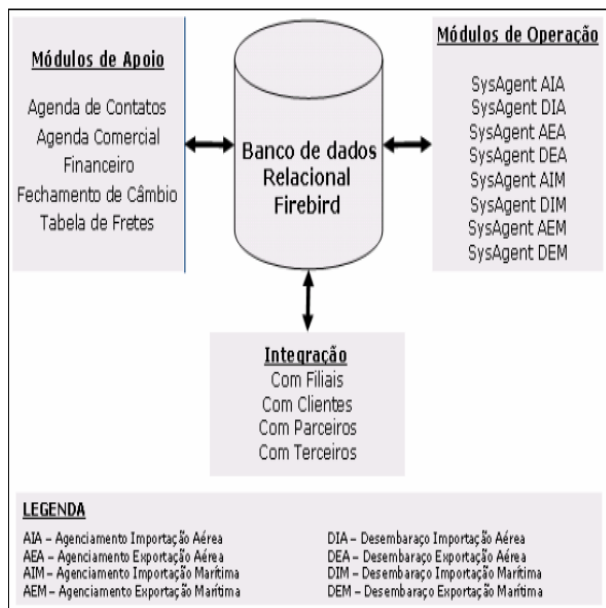 Módulos de Apoio
Agenda de Contatos
Agenda Comercial
Financeiro
Fechamento de Câmbio
Tabela de Fretes
Banco de dados
Relacional
Firebird
Módulos de Operação
SysAgent AIA
SysAgent DIA
SysAgent AEA
SysAgent DEA
SysAgent AIM
SysAgent DIM
SysAgent AEM
SysAgent DEM
Integração
Com Filiais
Com Clientes
Com Parceiros
Com Terceiros
LEGENDA
AIA – Agenciamento Importação Aérea
AEA – Agenciamento Exportação Aérea
AIM – Agenciamento Importação Marítima
AEM – Agenciamento Exportação Marítima
DIA – Desembaraço Importação Aérea
DEA – Desembaraço Exportação Aérea
DIM – Desembaraço Importação Marítima
DEM – Desembaraço Exportação Marítima